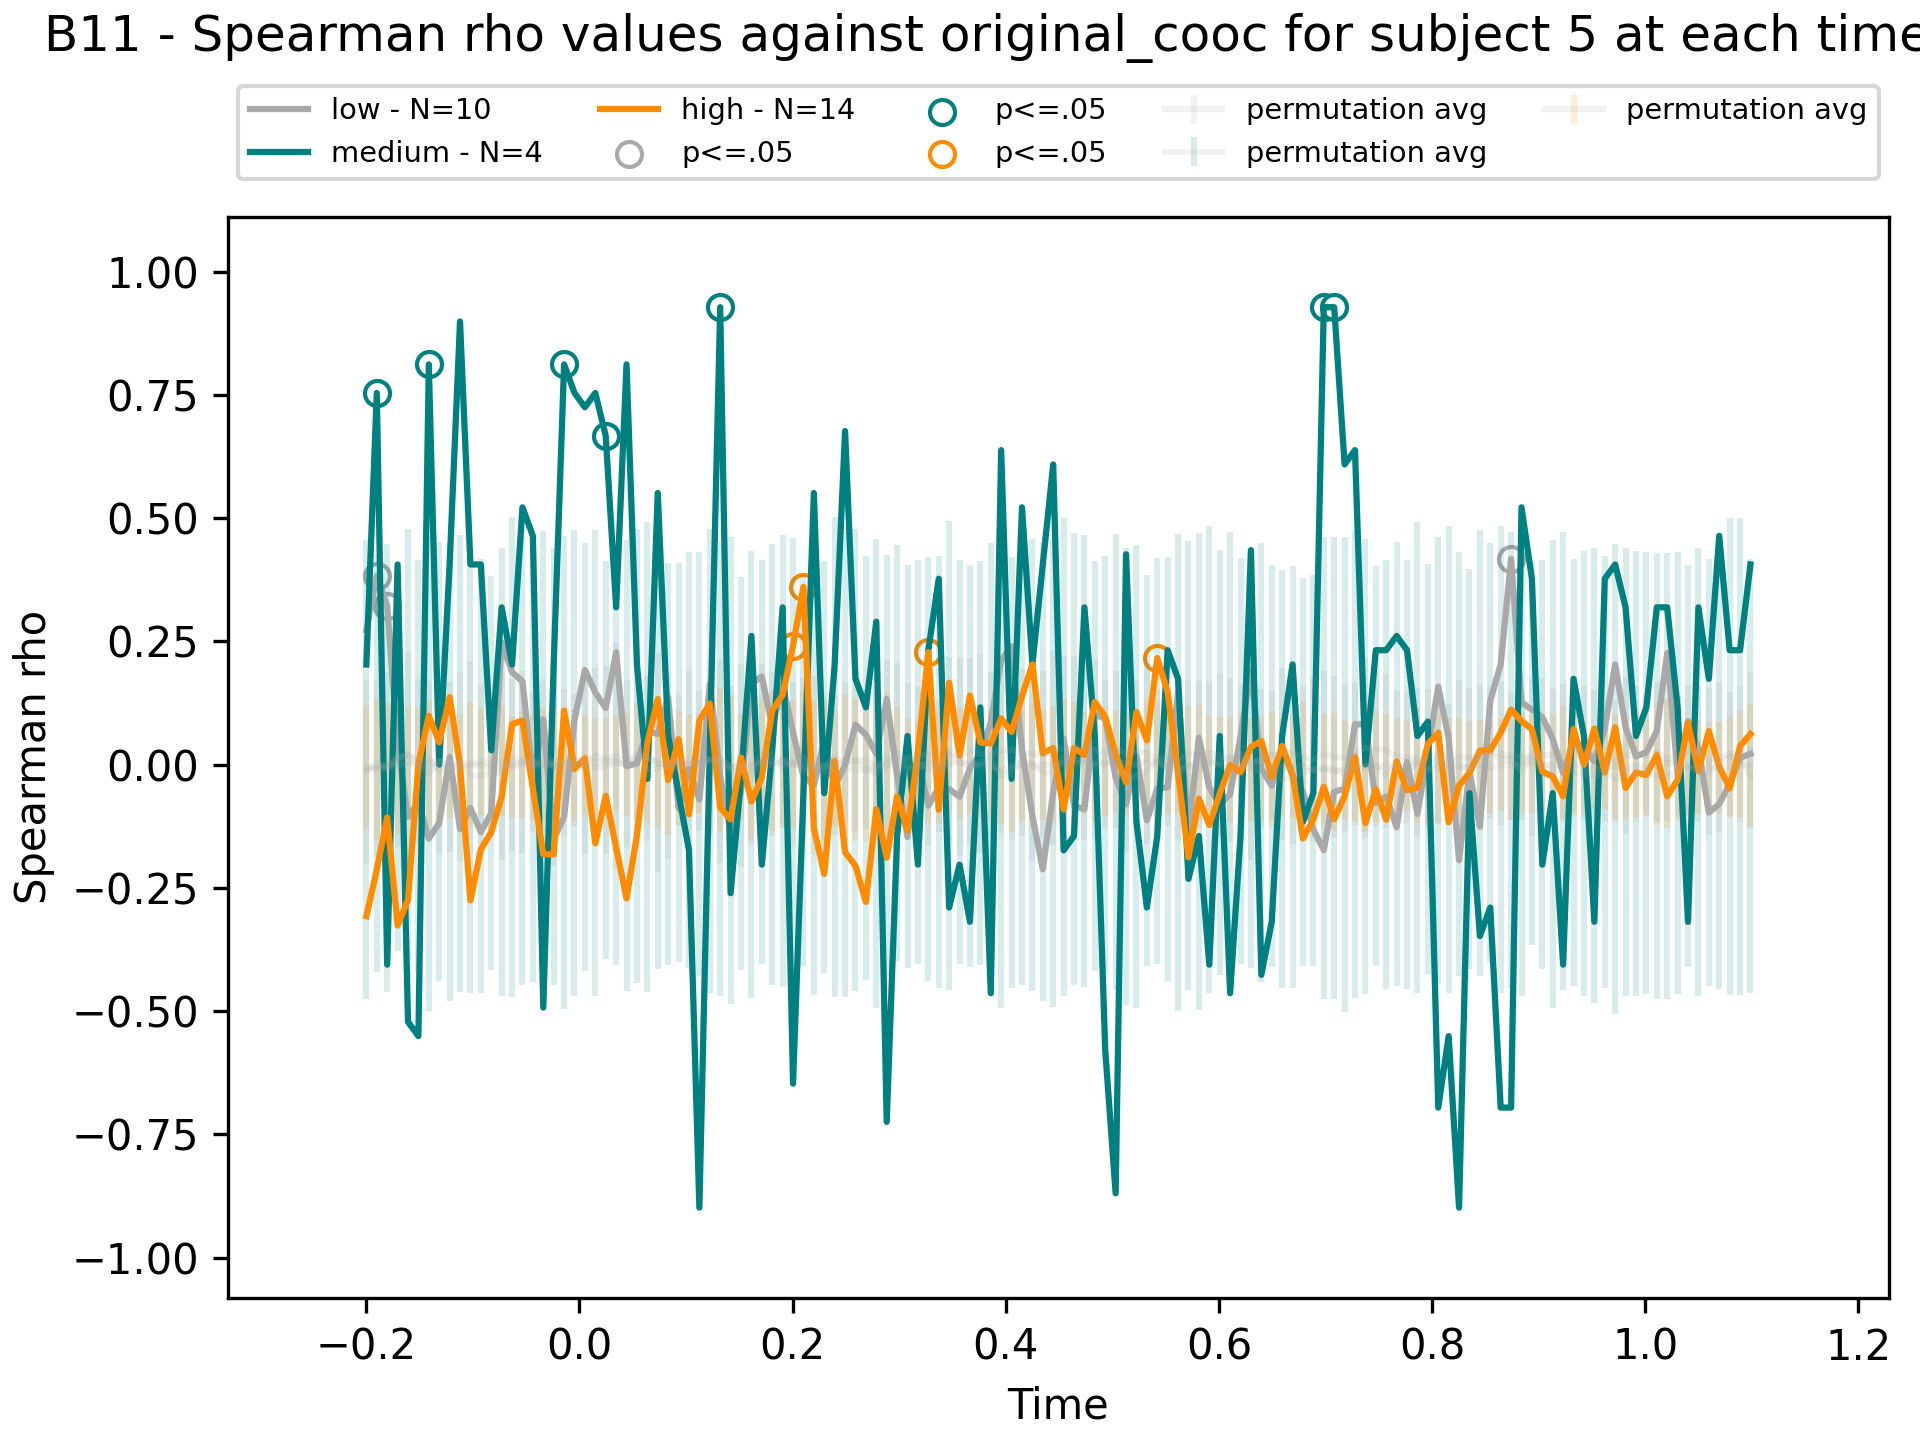 B11 - Spearman rho values against original_cooc for subject 5 at each time
low - N=10
medium - N=4
high - N=14
p<=.05
p<=.05
p<=.05
permutation avg
permutation avg
permutation avg
1.00
0.75
0.50
0.25
0.00
−0.25
−0.50
−0.75
−1.00
Spearman rho
−0.2
0.0
0.2
0.4
0.6
0.8
1.0
1.2
Time